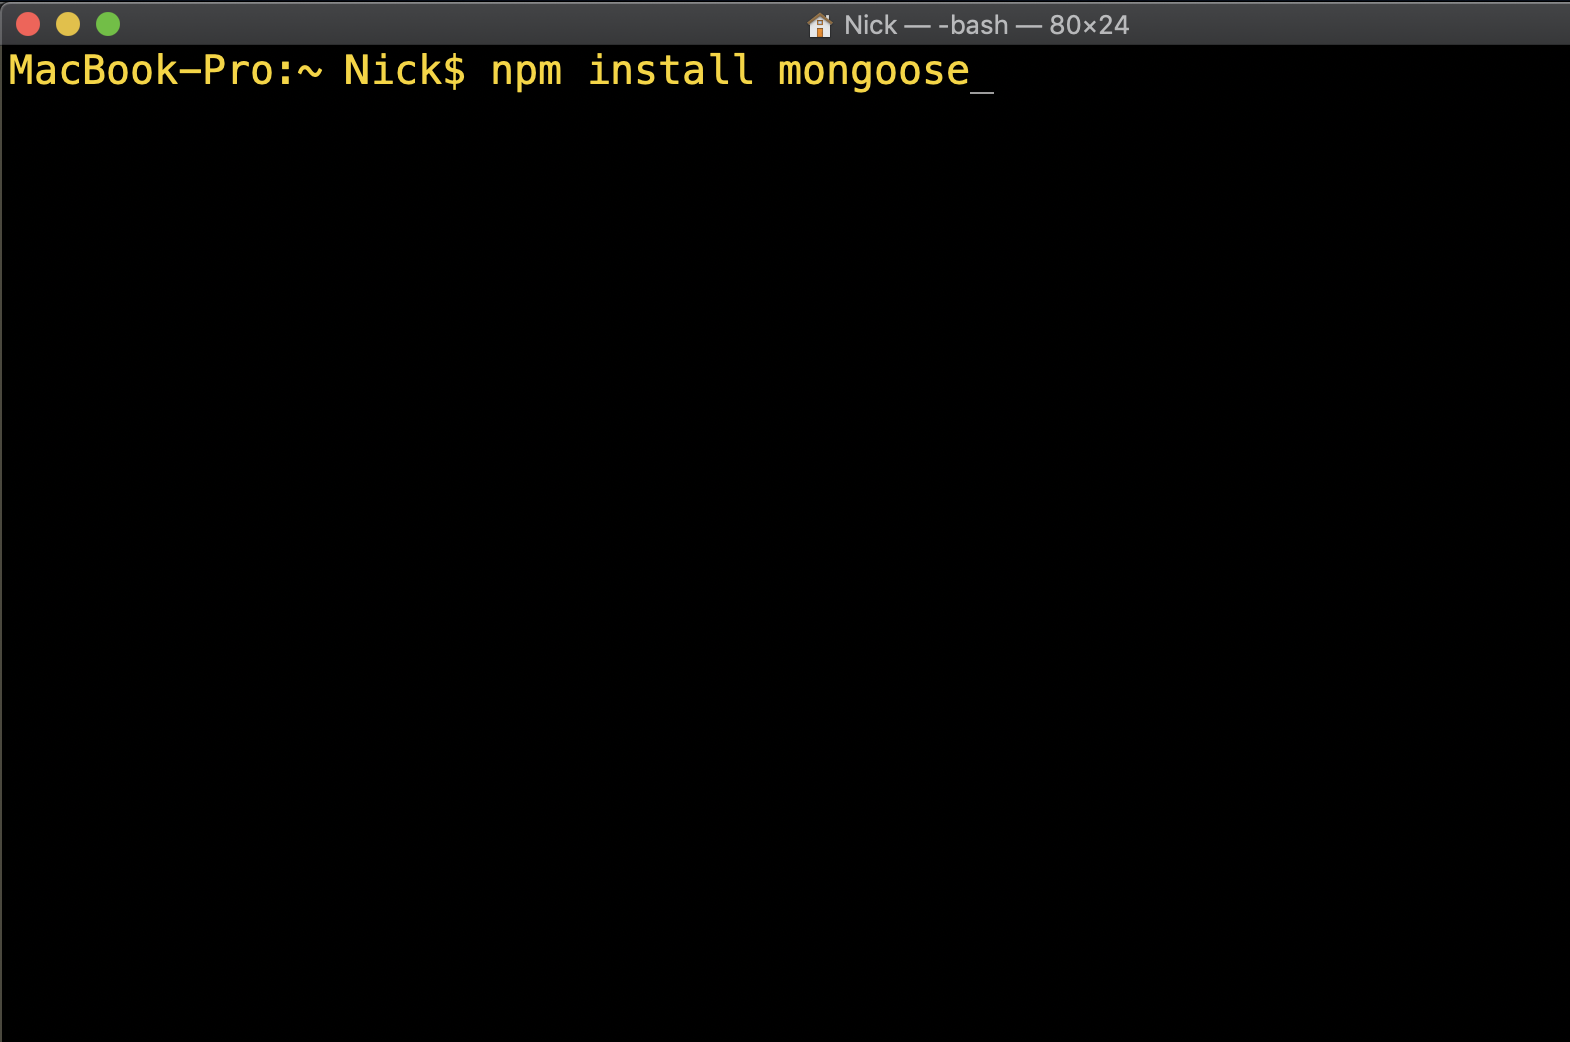 Nick — -bash — 80×24
MacBook-Pro:~ Nick$ npm install mongoose_